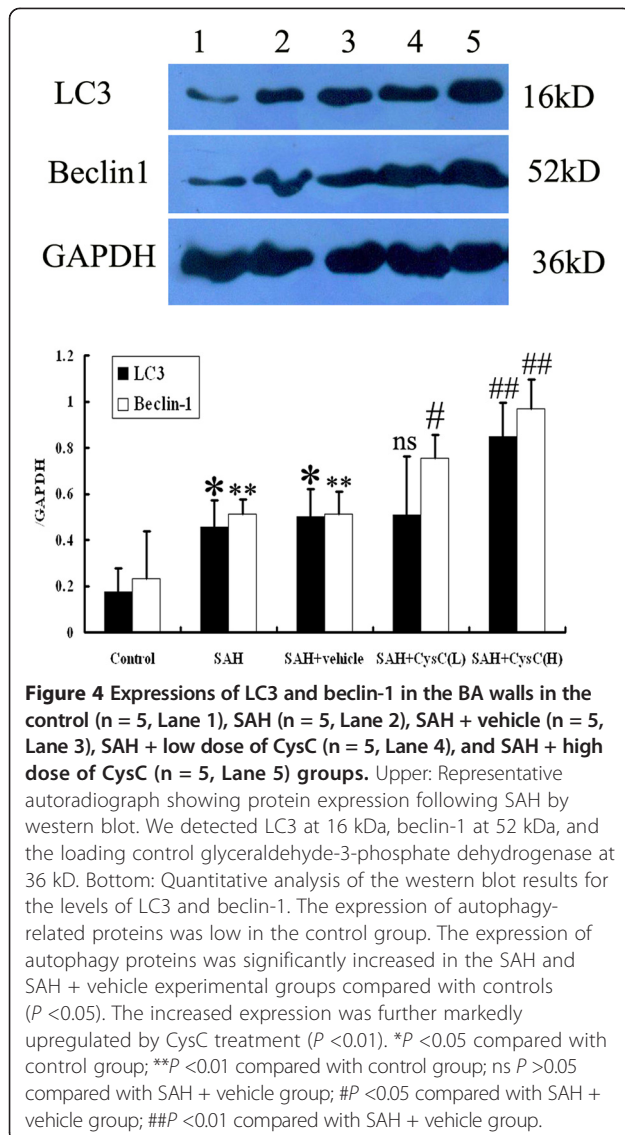 1 2 3 4 5
LC3 16kD
Beclin1 52kD
GAPDH 36kD
1.2
LC3
Beclin-1
## ##
1
#
ns
0.8
0.6
* ** * **
/GAPDH
0.4
0.2
0
Control SAH SAH+vehicle SAH+CysC(L) SAH+CysC(H)
Figure 4 Expressions of LC3 and beclin-1 in the BA walls in the
control (n = 5, Lane 1), SAH (n = 5, Lane 2), SAH + vehicle (n = 5,
Lane 3), SAH + low dose of CysC (n = 5, Lane 4), and SAH + high
dose of CysC (n = 5, Lane 5) groups. Upper: Representative
autoradiograph showing protein expression following SAH by
western blot. We detected LC3 at 16 kDa, beclin-1 at 52 kDa, and
the loading control glyceraldehyde-3-phosphate dehydrogenase at
36 kD. Bottom: Quantitative analysis of the western blot results for
the levels of LC3 and beclin-1. The expression of autophagy-
related proteins was low in the control group. The expression of
autophagy proteins was significantly increased in the SAH and
SAH + vehicle experimental groups compared with controls
(P <0.05). The increased expression was further markedly
upregulated by CysC treatment (P <0.01). *P <0.05 compared with
control group; **P <0.01 compared with control group; ns P >0.05
compared with SAH + vehicle group; #P <0.05 compared with SAH +
vehicle group; ##P <0.01 compared with SAH + vehicle group.